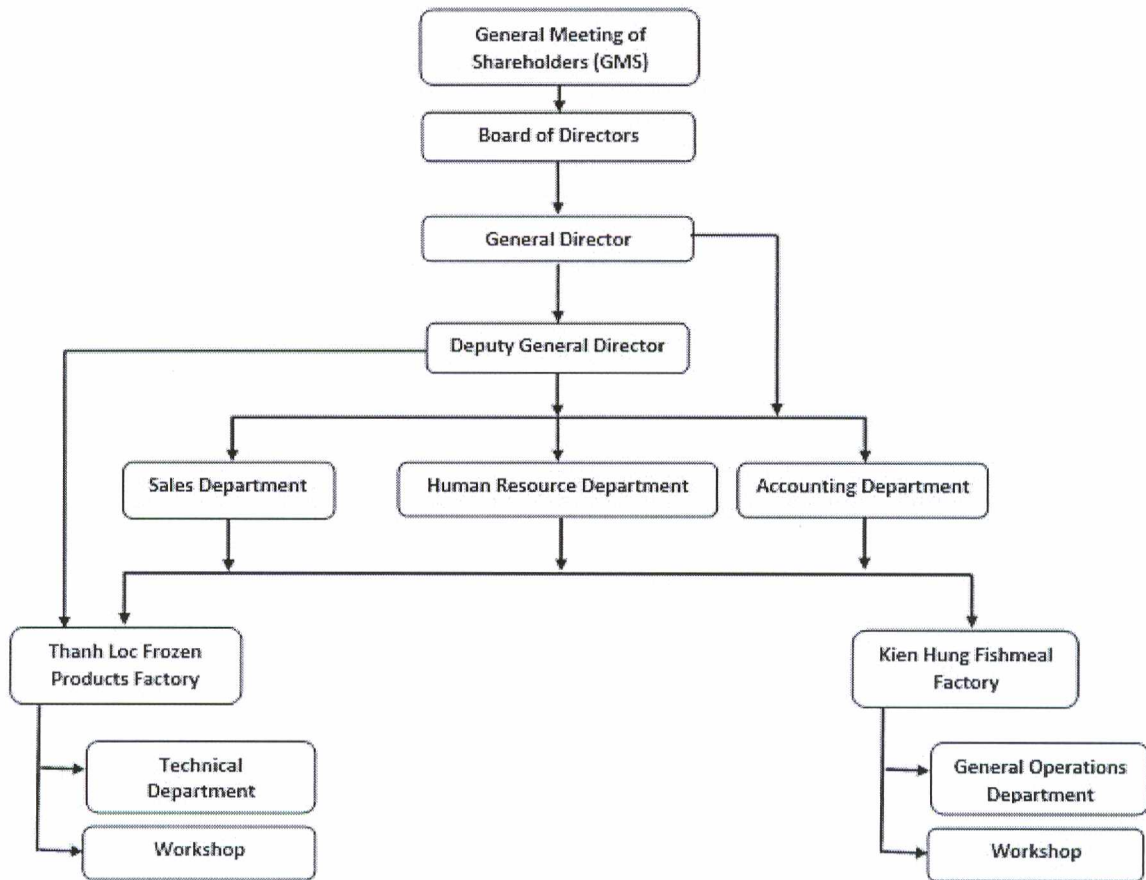 General Meeting of
Shareholders (GMS)
Board of Directors
General Director
Deputy General Director
Sales Department
Human Resource Department
Accounting Department
Thanh Loc Frozen
Products Factory
Kien Hung Fishmeal
Factory
Technical
Department
General Operations
Department
Workshop
Workshop